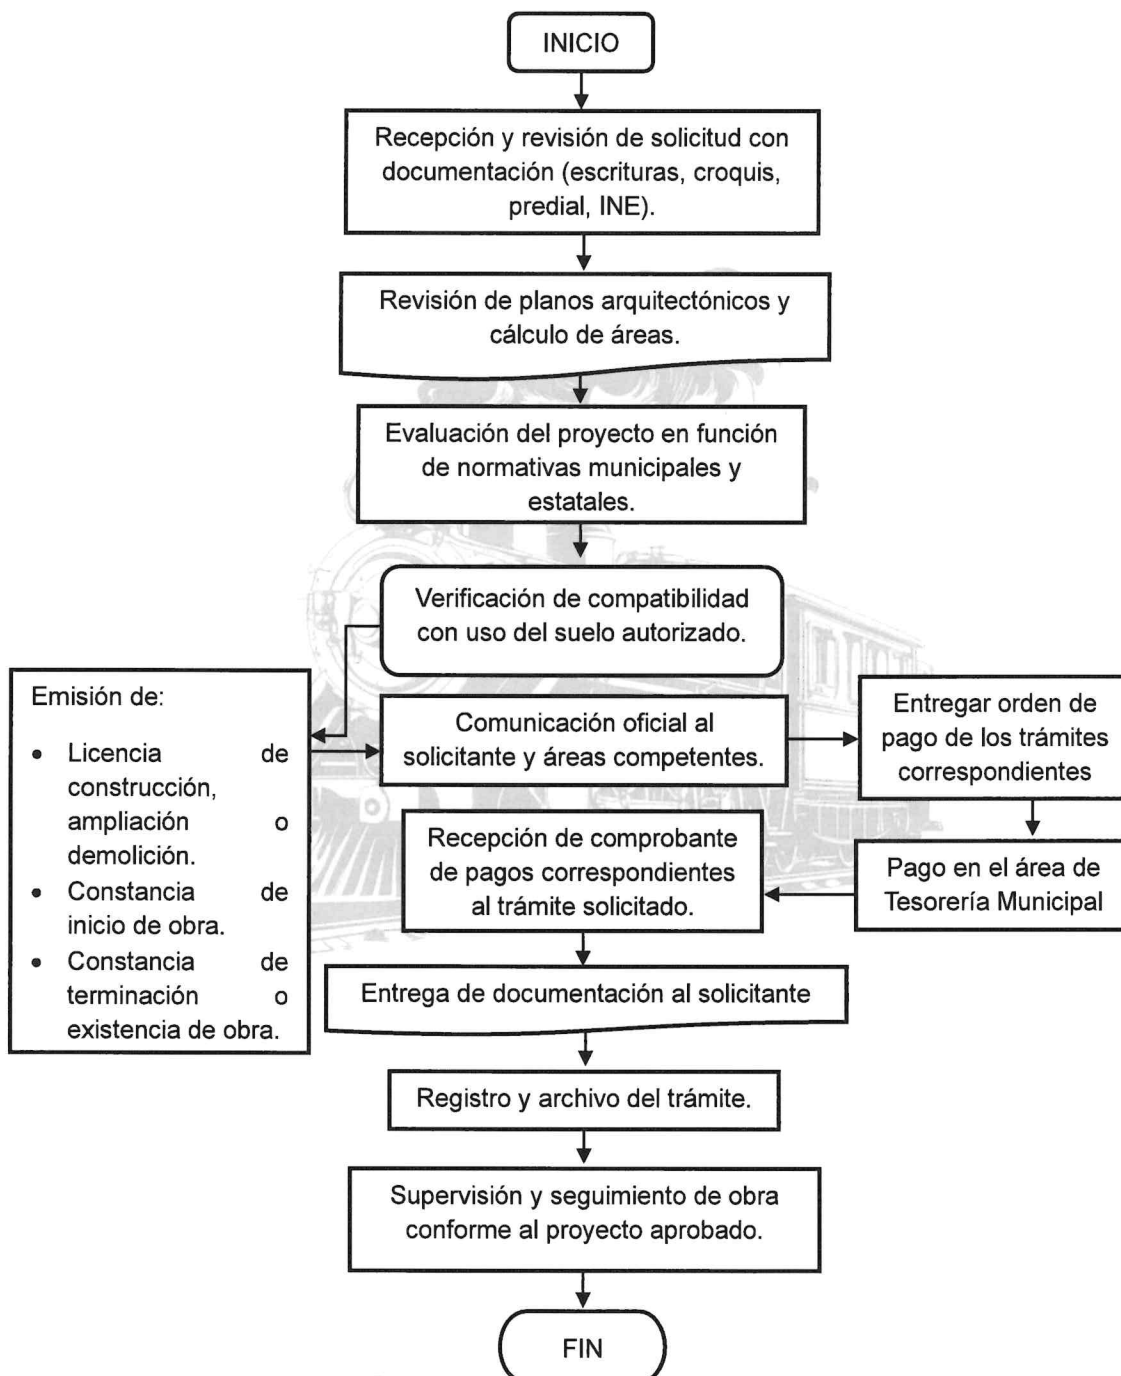 INICIO
Recepción y revisión de solicitud con
documentación (escrituras, croquis,
predial, INE).
Revisión de planos arquitectónicos y
cálculo de áreas.
Evaluación del proyecto en función
de normativas municipales y
estatales.
Verificación de compatibilidad
con uso del suelo autorizado.
Emisión de:
• Licencia de
construcción,
ampliación o
demolición.
• Constancia de
inicio de obra.
• Constancia de
terminación o
existencia de obra.
Comunicación oficial al
solicitante y áreas competentes.
Entregar orden de
pago de los trámites
correspondientes
Pago en el área de
Tesorería Municipal
Recepción de comprobante
de pagos correspondientes
al trámite solicitado.
Entrega de documentación al solicitante
Registro y archivo del trámite.
Supervisión y seguimiento de obra
conforme al proyecto aprobado.
FIN